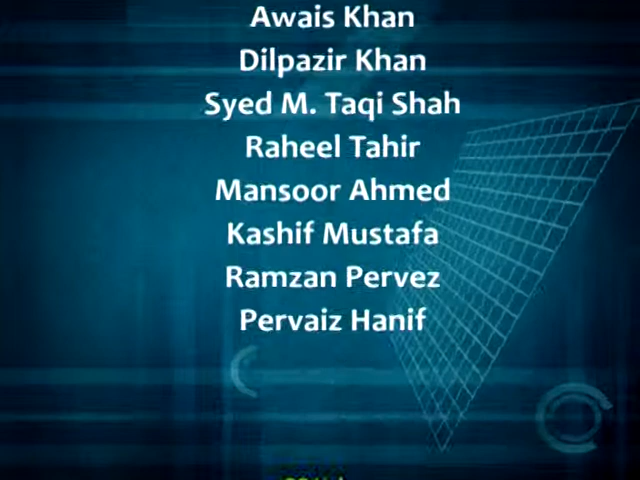 Awais Khan
Dilpazir Khan
Syed M. Taqi Shah
Raheel Tahir
Mansoor Ahmed
Kashif Mustafa
Ramzan Pervez
Pervaiz Hanif